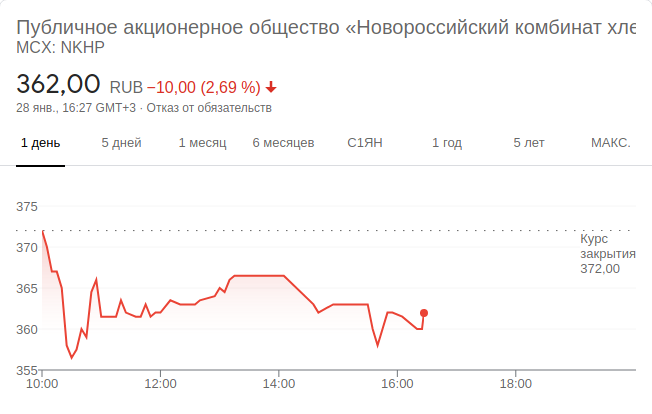 Публичное акционерное общество «Новороссийский комбинат хле
MCX: NKHP
362,00 RUB −10,00 (2,69 %)
28 янв., 16:27 GMT+3 · Отказ от обязательств
1 день 5 дней 1 месяц 6 месяцев С1ЯН 1 год 5 лет МАКС.
375
370
365
360
355
Курс
закрытия
372,00
10:00 12:00 14:00 16:00 18:00